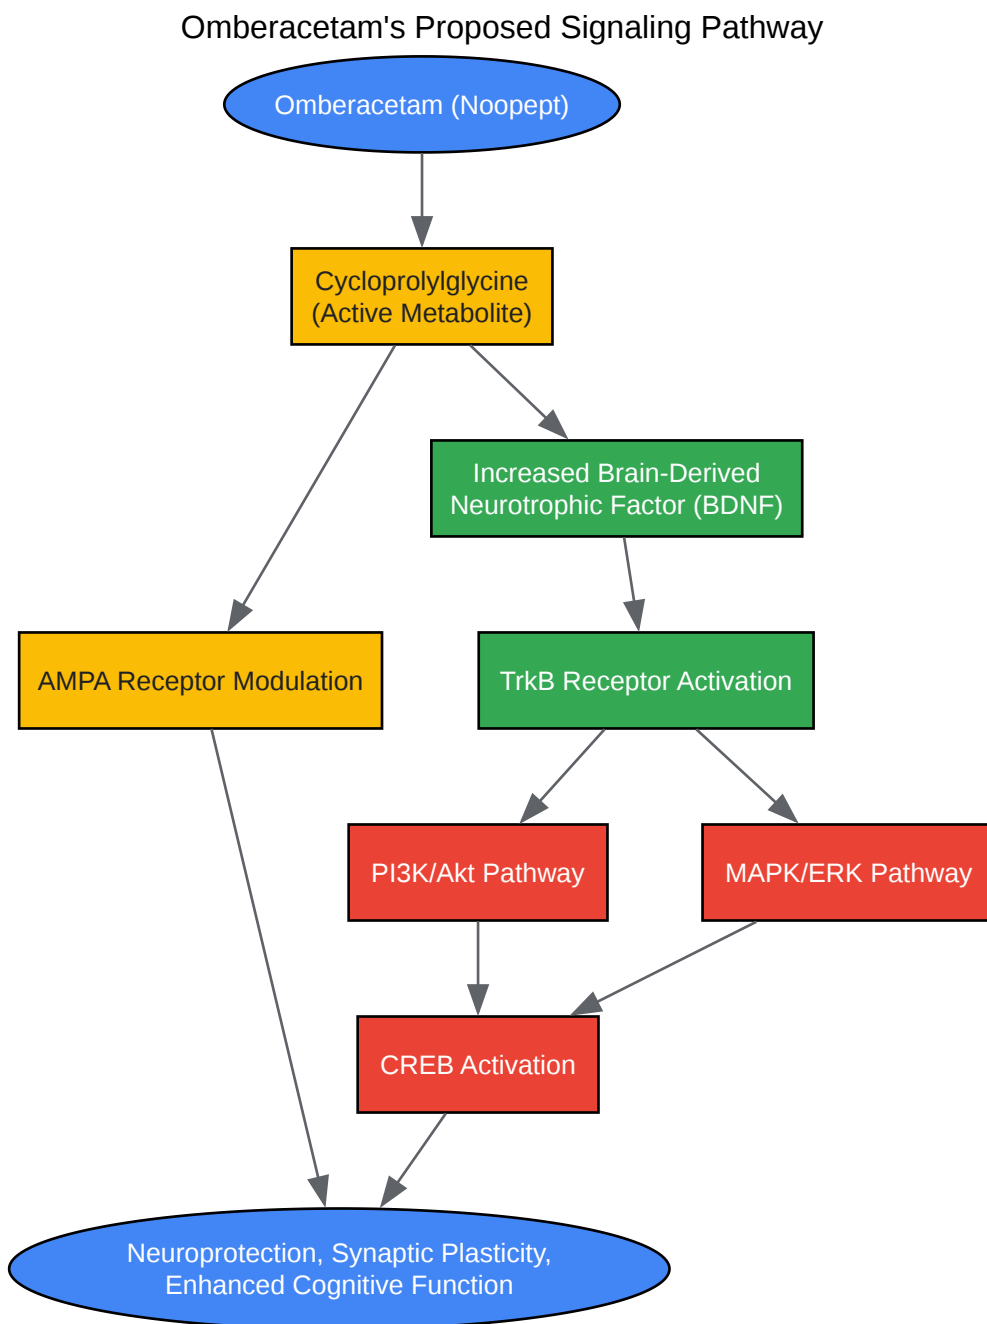 Omberacetam's Proposed Signaling Pathway
Omberacetam (Noopept)
Cycloprolylglycine
(Active Metabolite)
Increased Brain-Derived
Neurotrophic Factor (BDNF)
AMPA Receptor Modulation
TrkB Receptor Activation
PI3K/Akt Pathway
MAPK/ERK Pathway
CREB Activation
Neuroprotection, Synaptic Plasticity,
Enhanced Cognitive Function